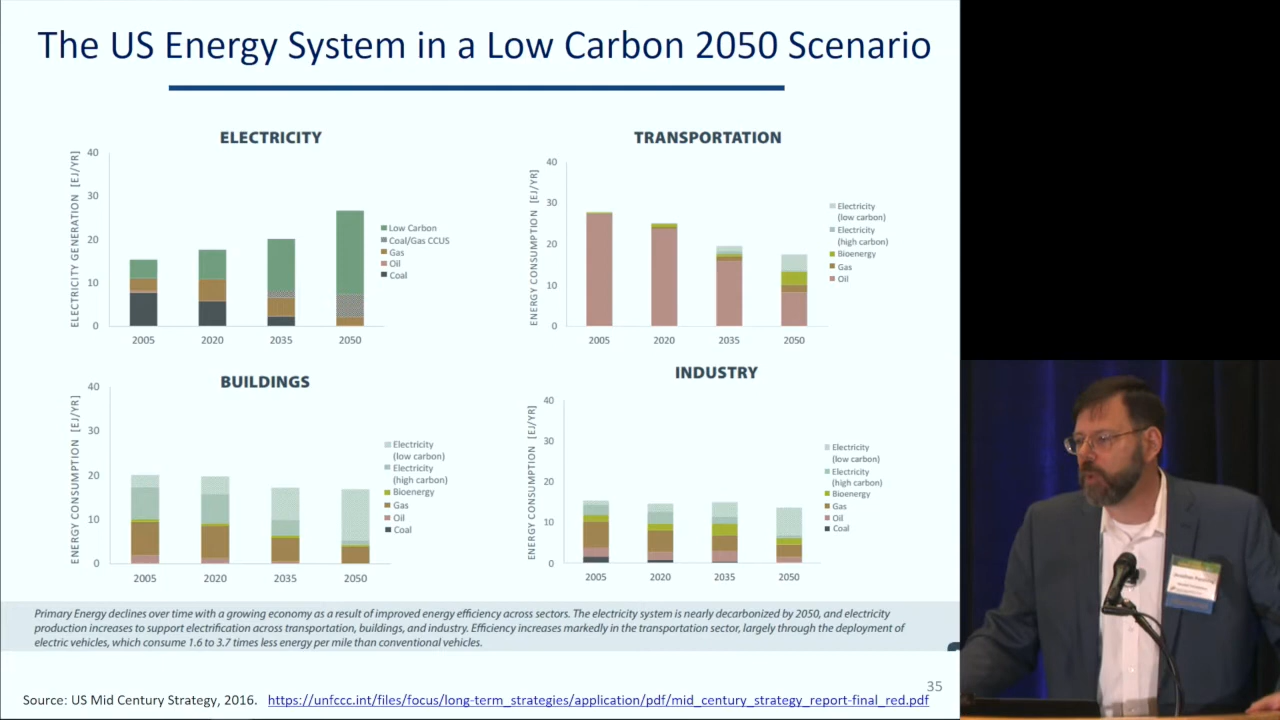 The US Energy System in a Low Carbon 2050 Scenario
ELECTRICITY
ELECTRICITY GENERATION [EJ/YR]
40
30
20
10
0
2005 2020 2035 2050
Low Carbon
Coal/Gas CCUS
Gas
Oil
Coal
TRANSPORTATION
ENERGY CONSUMPTION [EJ/YR]
40
30
20
10
0
2005 2020 2035 2050
Electricity
(low carbon)
Electricity
(high carbon)
Bioenergy
Gas
Oil
BUILDINGS
ENERGY CONSUMPTION [EJ/YR]
40
30
20
10
0
2005 2020 2035 2050
Electricity
(low carbon)
Electricity
(high carbon)
Bioenergy
Gas
Oil
Coal
INDUSTRY
ENERGY CONSUMPTION [EJ/YR]
40
30
20
10
0
2005 2020 2035 2050
Electricity
(low carbon)
Electricity
(high carbon)
Bioenergy
Gas
Oil
Coal
Primary Energy declines over time with a growing economy as a result of improved energy efficiency across sectors. The electricity system is nearly decarbonized by 2050, and electricity
production increases to support electrification across transportation, buildings, and industry. Efficiency increases markedly in the transportation sector, largely through the deployment of
electric vehicles, which consume 1.6 to 3.7 times less energy per mile than conventional vehicles.
35
Source: US Mid Century Strategy, 2016. https://unfccc.int/files/focus/long-term_strategies/application/pdf/mid_century_strategy_report-final_red.pdf